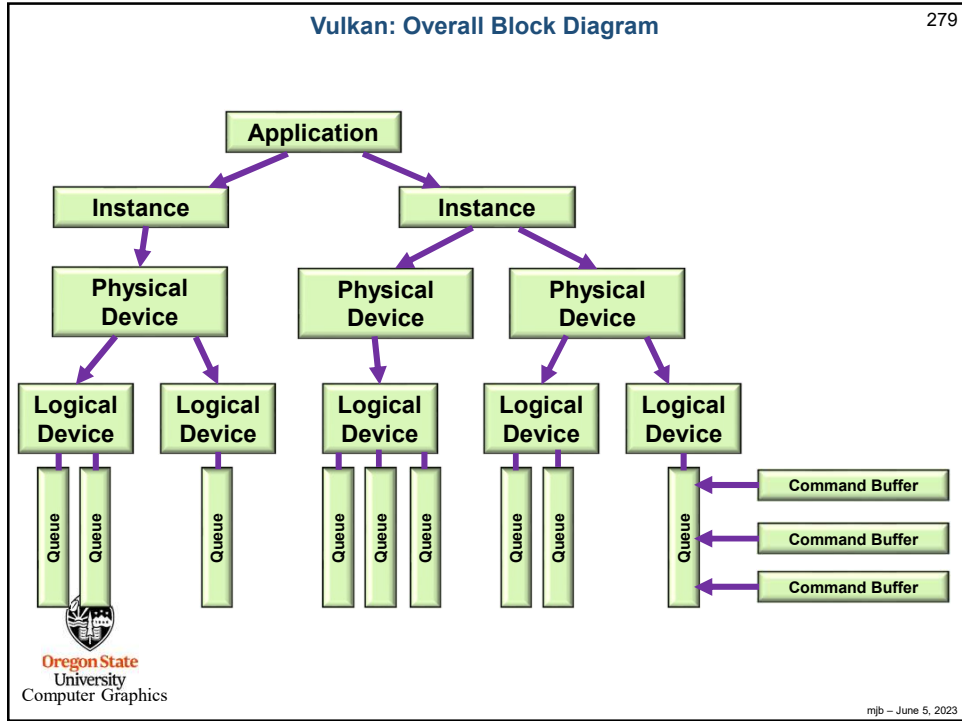 Vulkan: Overall Block Diagram
279
Application
Instance
Instance
Physical
Device
Physical
Device
Physical
Device
Logical
Device
Logical
Device
Logical
Device
Logical
Device
Logical
Device
Queue
Queue
Queue
Queue
Queue
Queue
Queue
Queue
Queue
Command Buffer
Command Buffer
Command Buffer
Oregon State
University
Computer Graphics
mjb – June 5, 2023